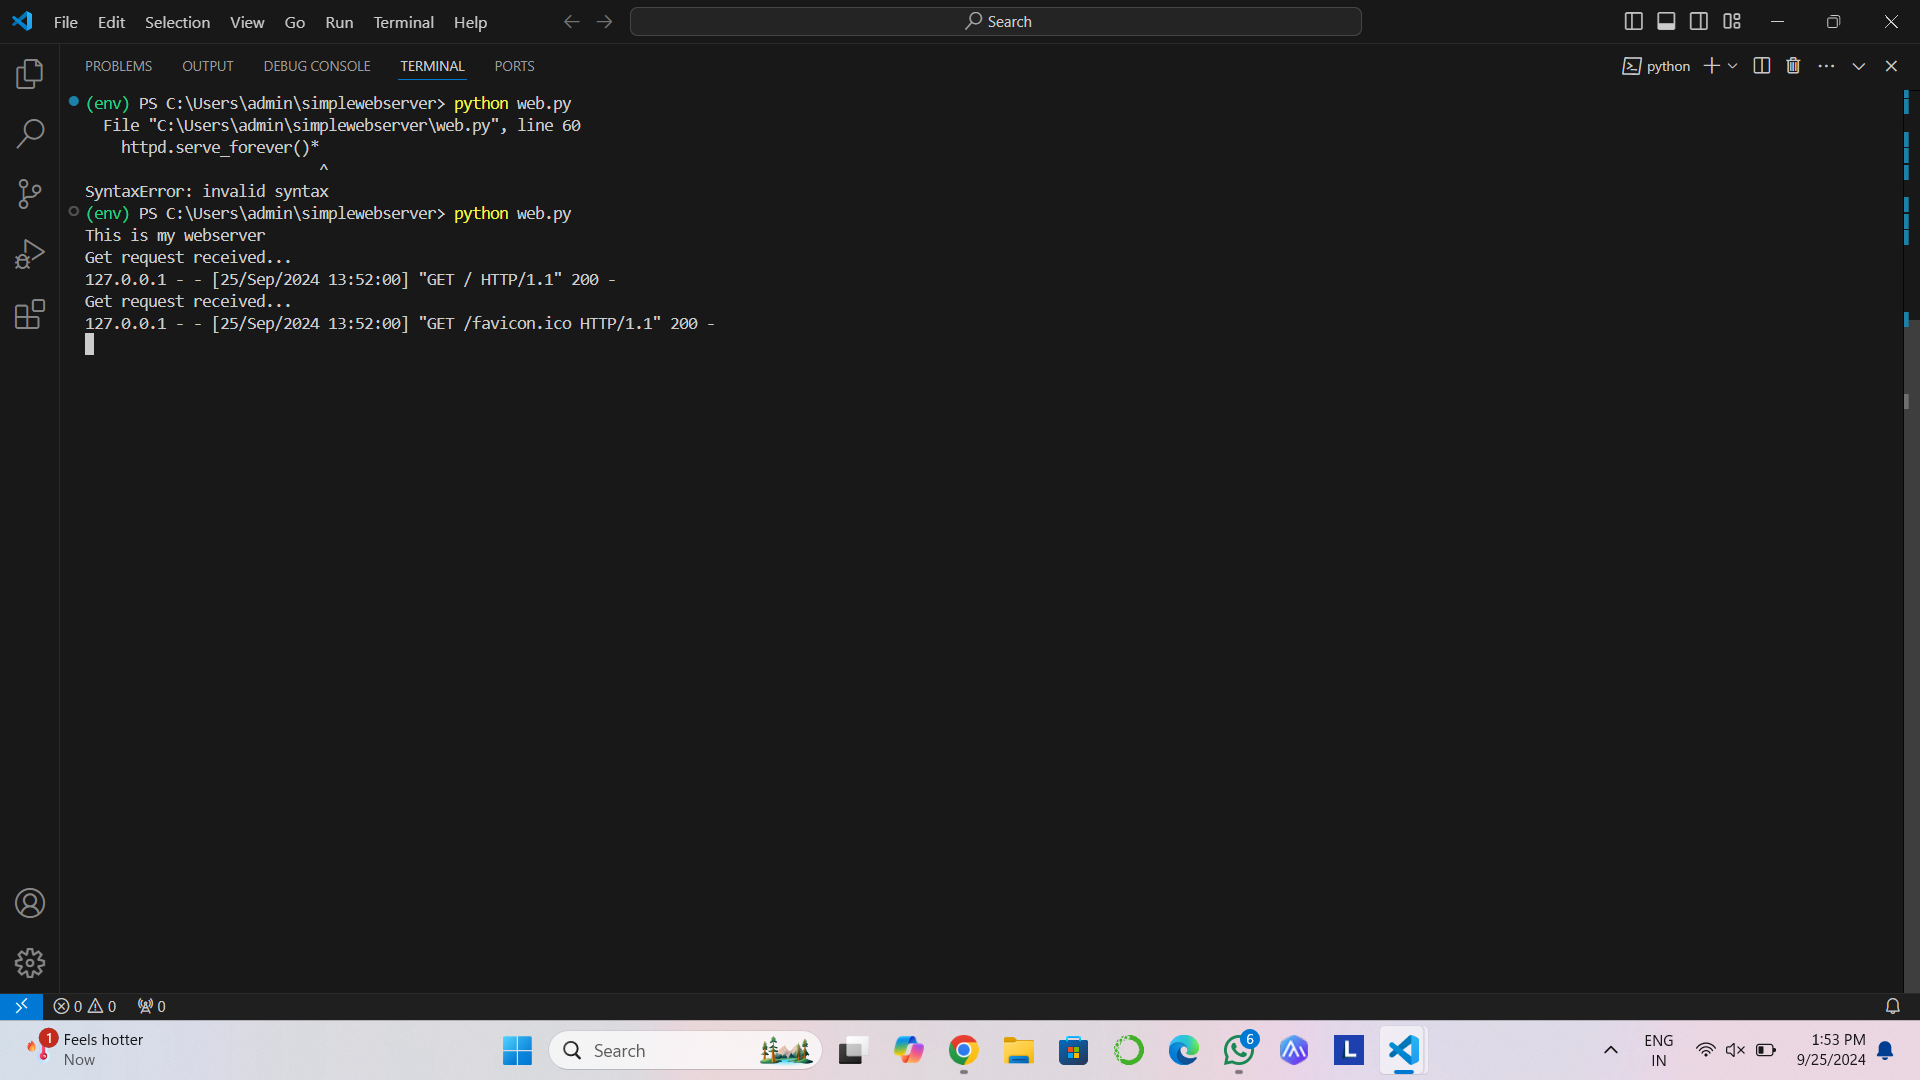 File Edit Selection View Go Run Terminal Help
Search
PROBLEMS OUTPUT DEBUG CONSOLE TERMINAL PORTS
python
(env) PS C:\Users\admin\simplewebserver> python web.py
File "C:\Users\admin\simplewebserver\web.py", line 60
httpd.serve_forever()*
^
SyntaxError: invalid syntax
(env) PS C:\Users\admin\simplewebserver> python web.py
This is my webserver
Get request received...
127.0.0.1 - - [25/Sep/2024 13:52:00] "GET / HTTP/1.1" 200 -
Get request received...
127.0.0.1 - - [25/Sep/2024 13:52:00] "GET /favicon.ico HTTP/1.1" 200 -
0 0 0
1
Feels hotter
Now
Search
6
L
ENG
IN
1:53 PM
9/25/2024